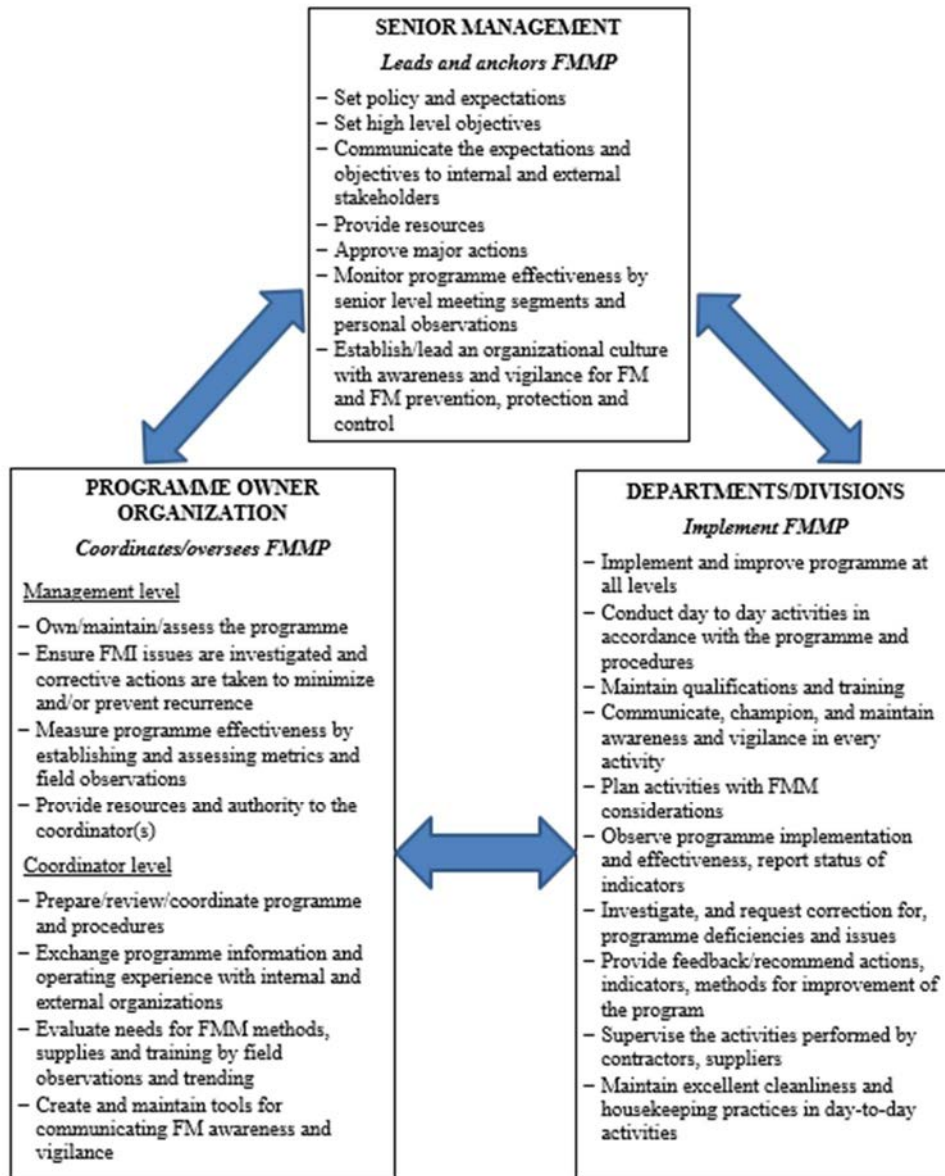 SENIOR MANAGEMENT
Leads and anchors FMMP
– Set policy and expectations
– Set high level objectives
– Communicate the expectations and
objectives to internal and external
stakeholders
– Provide resources
– Approve major actions
– Monitor programme effectiveness by
senior level meeting segments and
personal observations
– Establish/lead an organizational culture
with awareness and vigilance for FM
and FM prevention, protection and
control
PROGRAMME OWNER
ORGANIZATION
Coordinates/oversees FMMP
Management level
– Own/maintain/assess the programme
– Ensure FMI issues are investigated and
corrective actions are taken to minimize
and/or prevent recurrence
– Measure programme effectiveness by
establishing and assessing metrics and
field observations
– Provide resources and authority to the
coordinator(s)
Coordinator level
– Prepare/review/coordinate programme
and procedures
– Exchange programme information and
operating experience with internal and
external organizations
– Evaluate needs for FMM methods,
supplies and training by field
observations and trending
– Create and maintain tools for
communicating FM awareness and
vigilance
DEPARTMENTS/DIVISIONS
Implement FMMP
– Implement and improve programme at
all levels
– Conduct day to day activities in
accordance with the programme and
procedures
– Maintain qualifications and training
– Communicate, champion, and maintain
awareness and vigilance in every
activity
– Plan activities with FMM
considerations
– Observe programme implementation
and effectiveness, report status of
indicators
– Investigate, and request correction for,
programme deficiencies and issues
– Provide feedback/recommend actions,
indicators, methods for improvement of
the program
– Supervise the activities performed by
contractors, suppliers
– Maintain excellent cleanliness and
housekeeping practices in day-to-day
activities